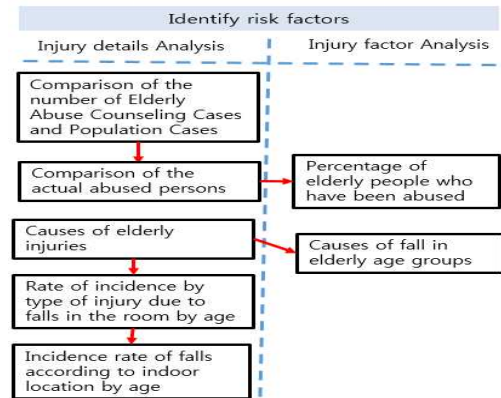 Identify risk factors
Injury details Analysis
Injury factor Analysis
Comparison of the
number of Elderly
Abuse Counseling Cases
and Population Cases
Comparison of the
actual abused persons
Percentage of
elderly people who
have been abused
Causes of elderly
injuries
Causes of fall in
elderly age groups
Rate of incidence by
type of injury due to
falls in the room by age
Incidence rate of falls
according to indoor
location by age